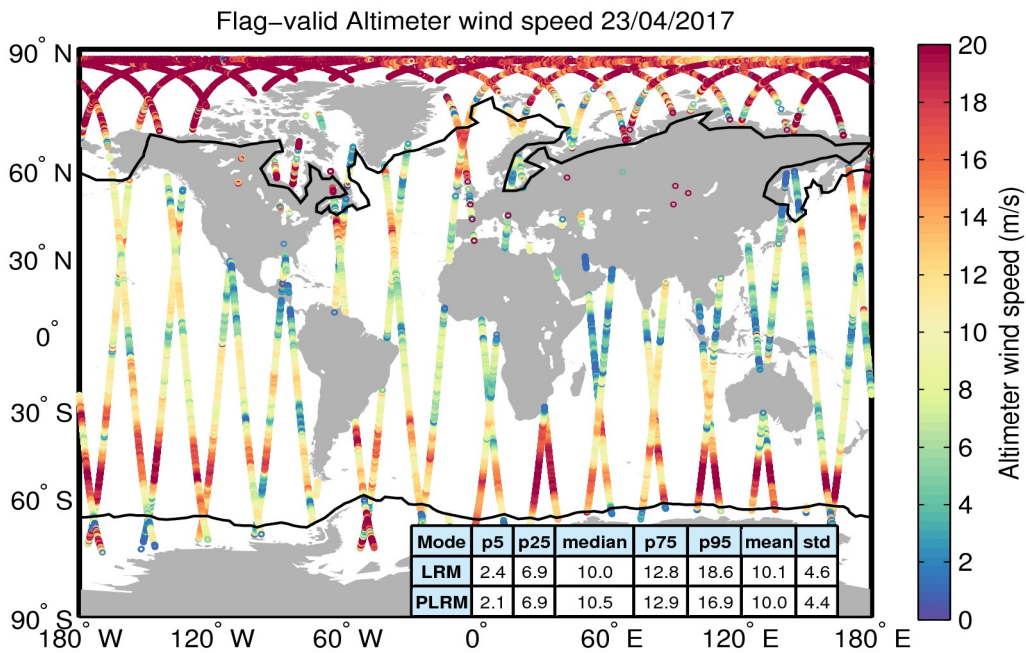 Flag−valid Altimeter wind speed 23/04/2017
90° N
60° N
30° N
0°
30° S
60° S
90° S
180° W
120° W
60° W
0°
60° E
120° E
180° E
Mode p5 p25 median p75 p95 mean std
LRM 2.4 6.9 10.0 12.8 18.6 10.1 4.6
PLRM 2.1 6.9 10.5 12.9 16.9 10.0 4.4
20
18
16
14
12
10
8
6
4
2
0
Altimeter wind speed (m/s)